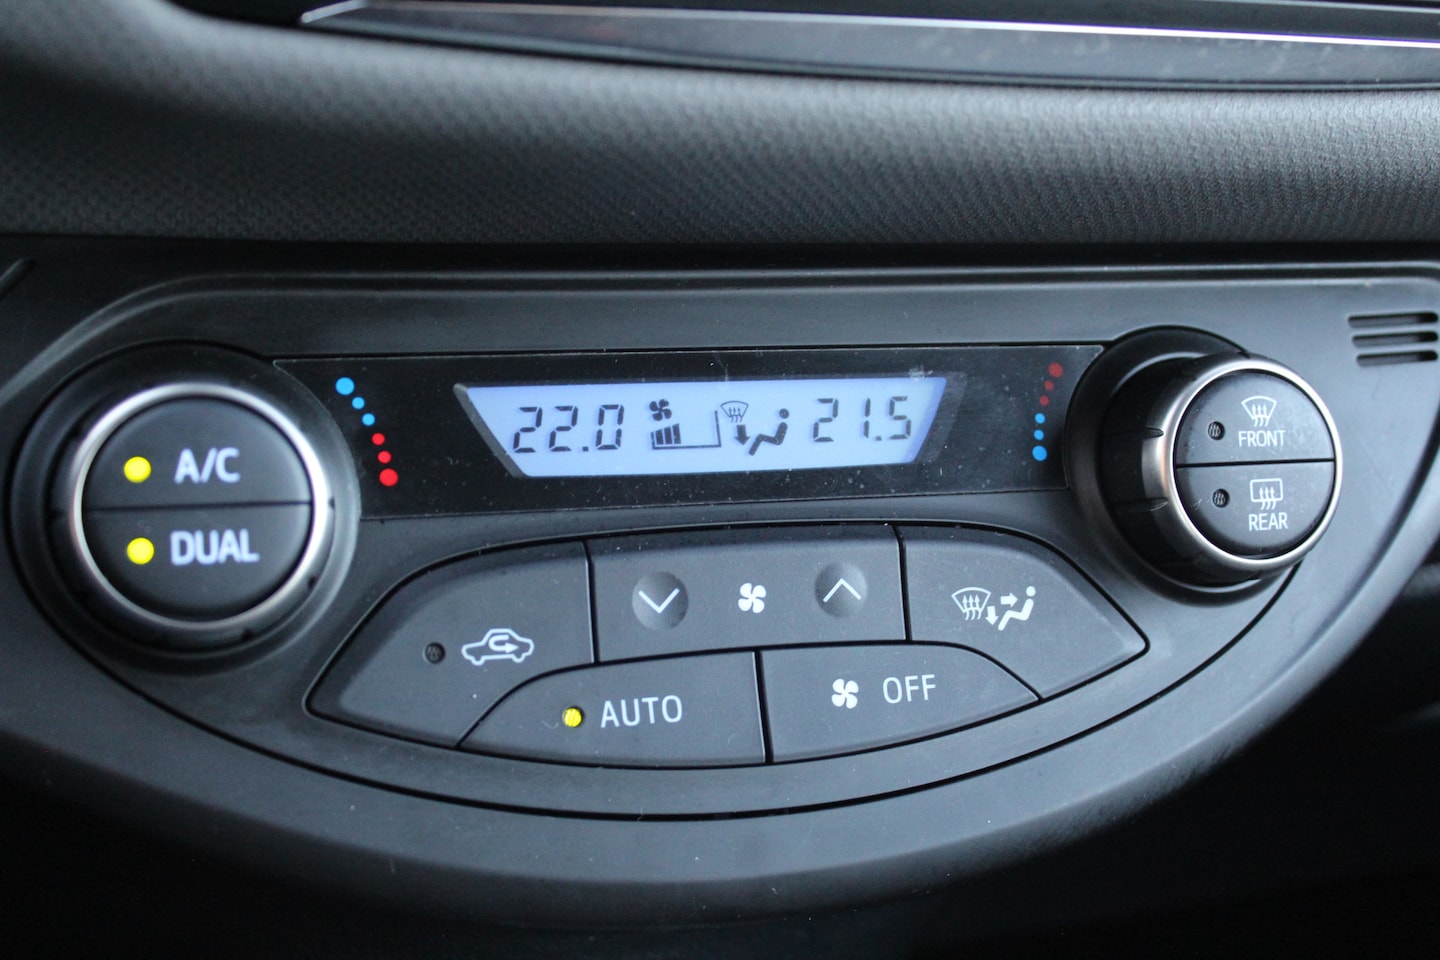 22.0 21.5
A/C
DUAL
FRONT
REAR
AUTO
OFF